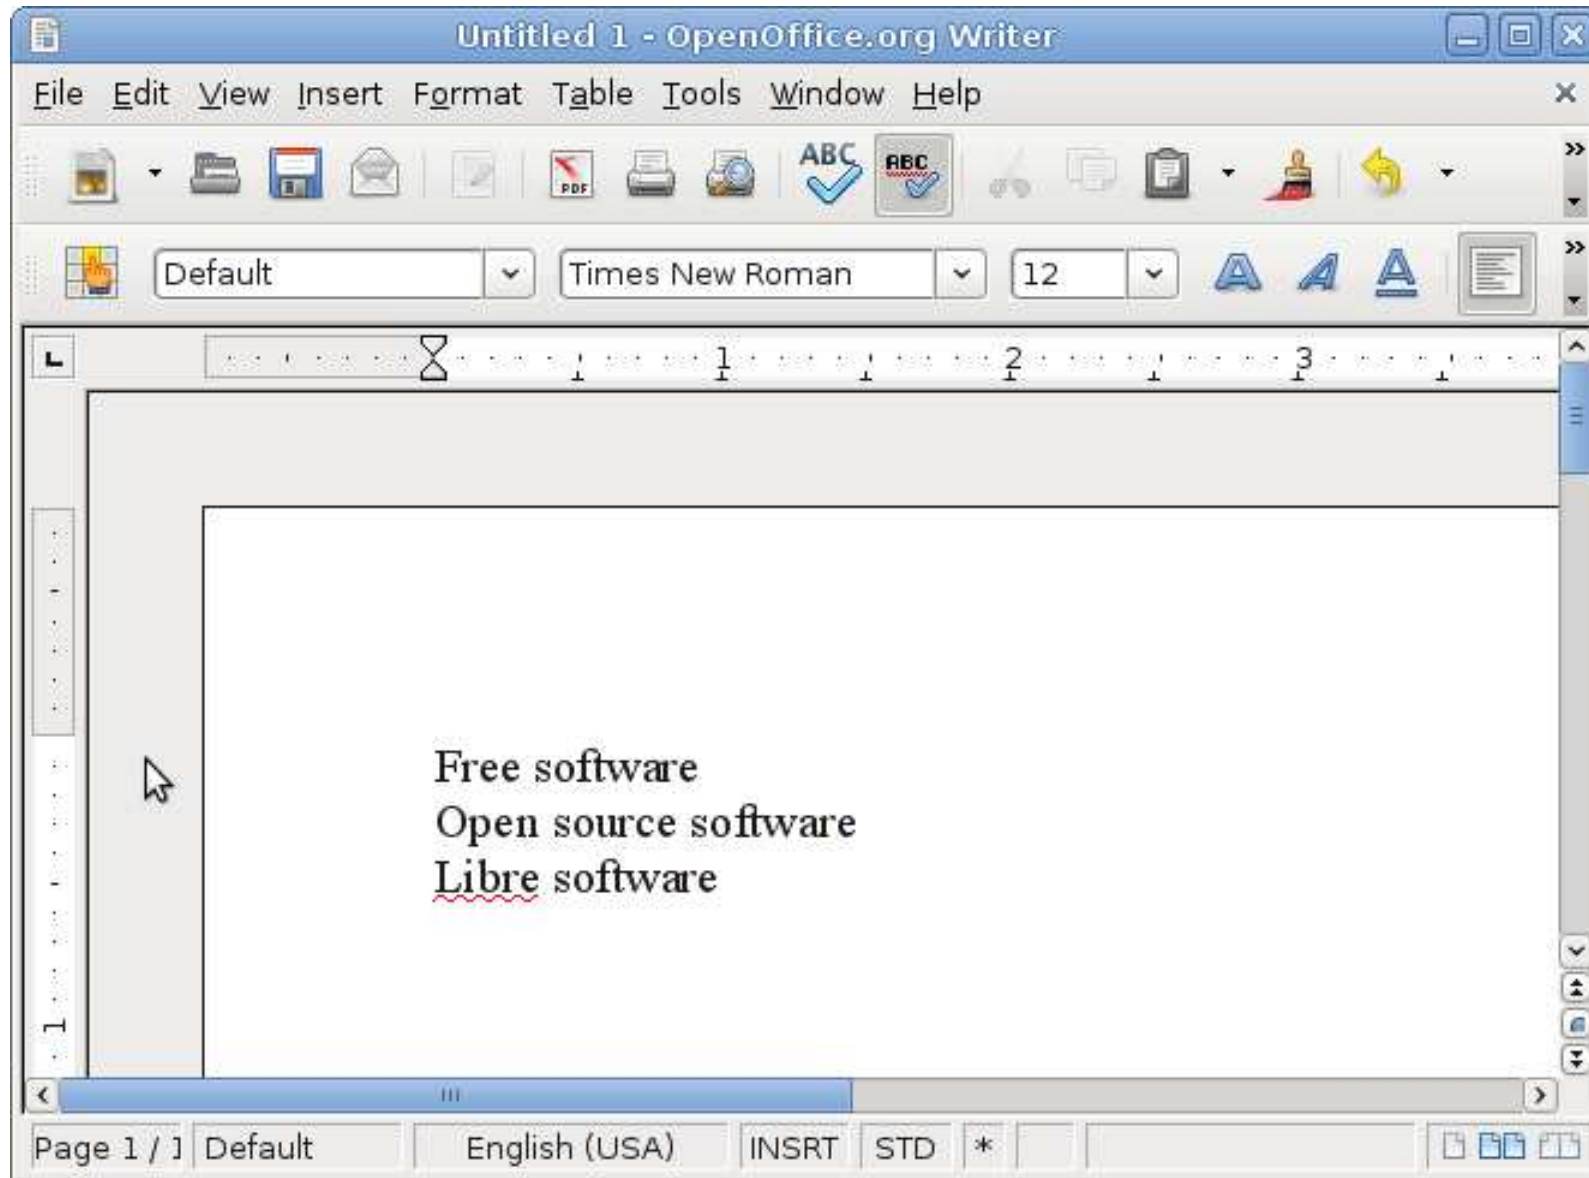 Untitled 1 - OpenOffice.org Writer
File Edit View Insert Format Table Tools Window Help
PDF ABC ABC
Default Times New Roman 12 A A A
1 2 3
Free software
Open source software
Libre software
1
Page 1 / 1 Default English (USA) INSRT STD *